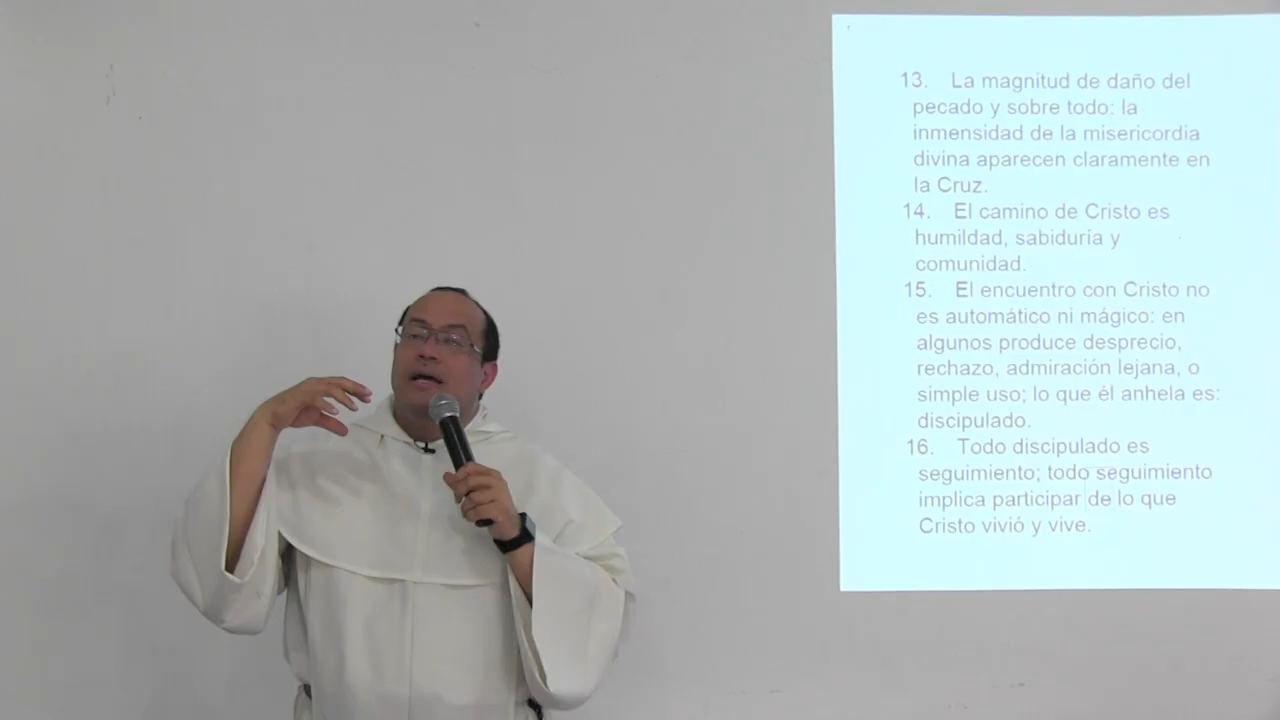 13. La magnitud de daño del
pecado y sobre todo: la
inmensidad de la misericordia
divina aparecen claramente en
la Cruz.
14. El camino de Cristo es
humildad, sabiduría y
comunidad.
15. El encuentro con Cristo no
es automático ni mágico: en
algunos produce desprecio,
rechazo, admiración lejana, o
simple uso; lo que él anhela es:
discipulado.
16. Todo discipulado es
seguimiento; todo seguimiento
implica participar de lo que
Cristo vivió y vive.